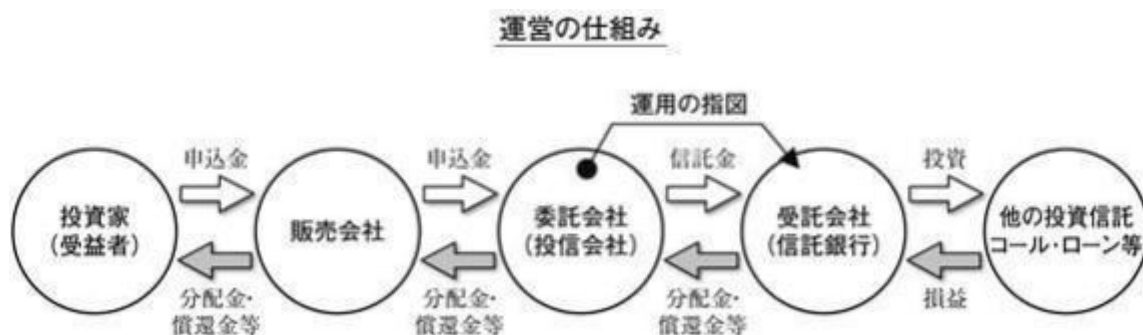 運営の仕組み
運用の指図
申込金
申込金
信託金
投資
投資家
(受益者)
販売会社
委託会社
(投信会社)
受託会社
(信託銀行)
他の投資信託
コール・ローン等
分配金・
償還金等
分配金・
償還金等
分配金・
償還金等
損益